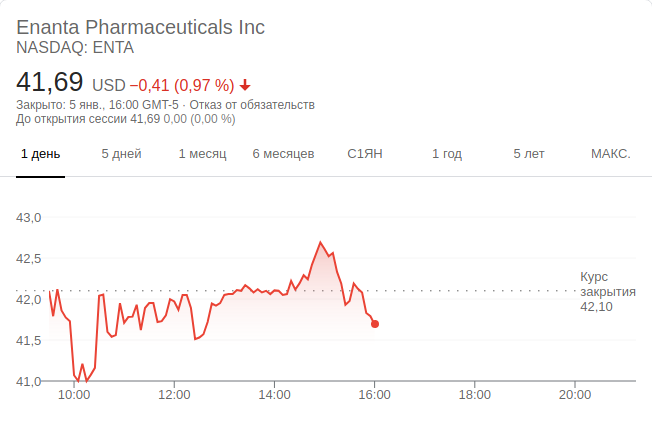 Enanta Pharmaceuticals Inc
NASDAQ: ENTA
41,69 USD −0,41 (0,97 %)
Закрыто: 5 янв., 16:00 GMT-5 · Отказ от обязательств
До открытия сессии 41,69 0,00 (0,00 %)
1 день 5 дней 1 месяц 6 месяцев С1ЯН 1 год 5 лет МАКС.
43,0
42,5
42,0
41,5
41,0
Курс
закрытия
42,10
10:00 12:00 14:00 16:00 18:00 20:00